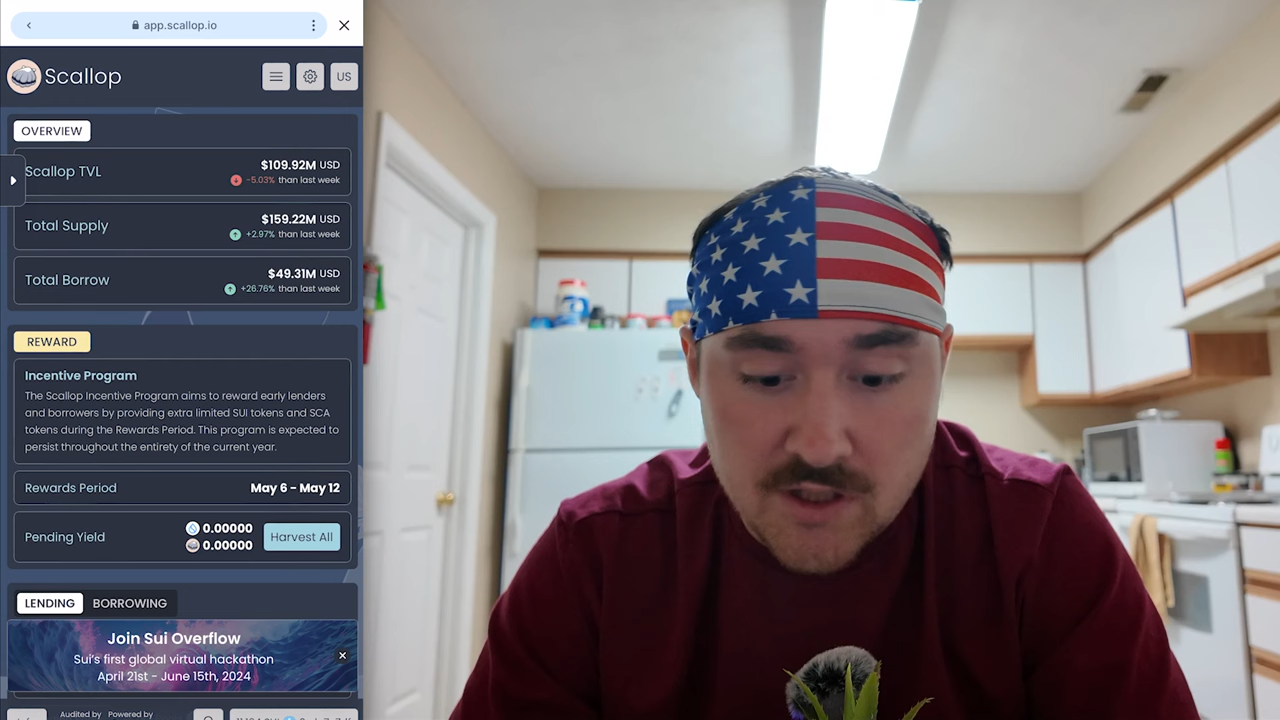 app.scallop.io
Scallop
US
OVERVIEW
Scallop TVL
$109.92M USD
-5.03% than last week
Total Supply
$159.22M USD
+2.97% than last week
Total Borrow
$49.31M USD
+26.76% than last week
REWARD
Incentive Program
The Scallop Incentive Program aims to reward early lenders
and borrowers by providing extra limited SUI tokens and SCA
tokens during the Rewards Period. This program is expected to
persist throughout the entirety of the current year.
Rewards Period
May 6 - May 12
Pending Yield
0.00000
0.00000
Harvest All
LENDING BORROWING
Join Sui Overflow
Sui's first global virtual hackathon
April 21st - June 15th, 2024
Audited by Powered by